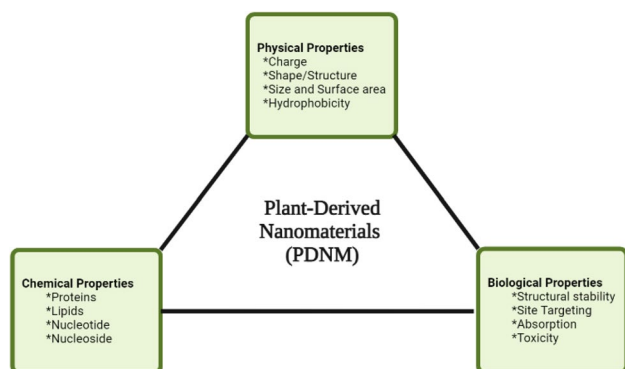 Physical Properties
*Charge
*Shape/Structure
*Size and Surface area
*Hydrophobicity
Plant-Derived
Nanomaterials
(PDNM)
Chemical Properties
*Proteins
*Lipids
*Nucleotide
*Nucleoside
Biological Properties
*Structural stability
*Site Targeting
*Absorption
*Toxicity